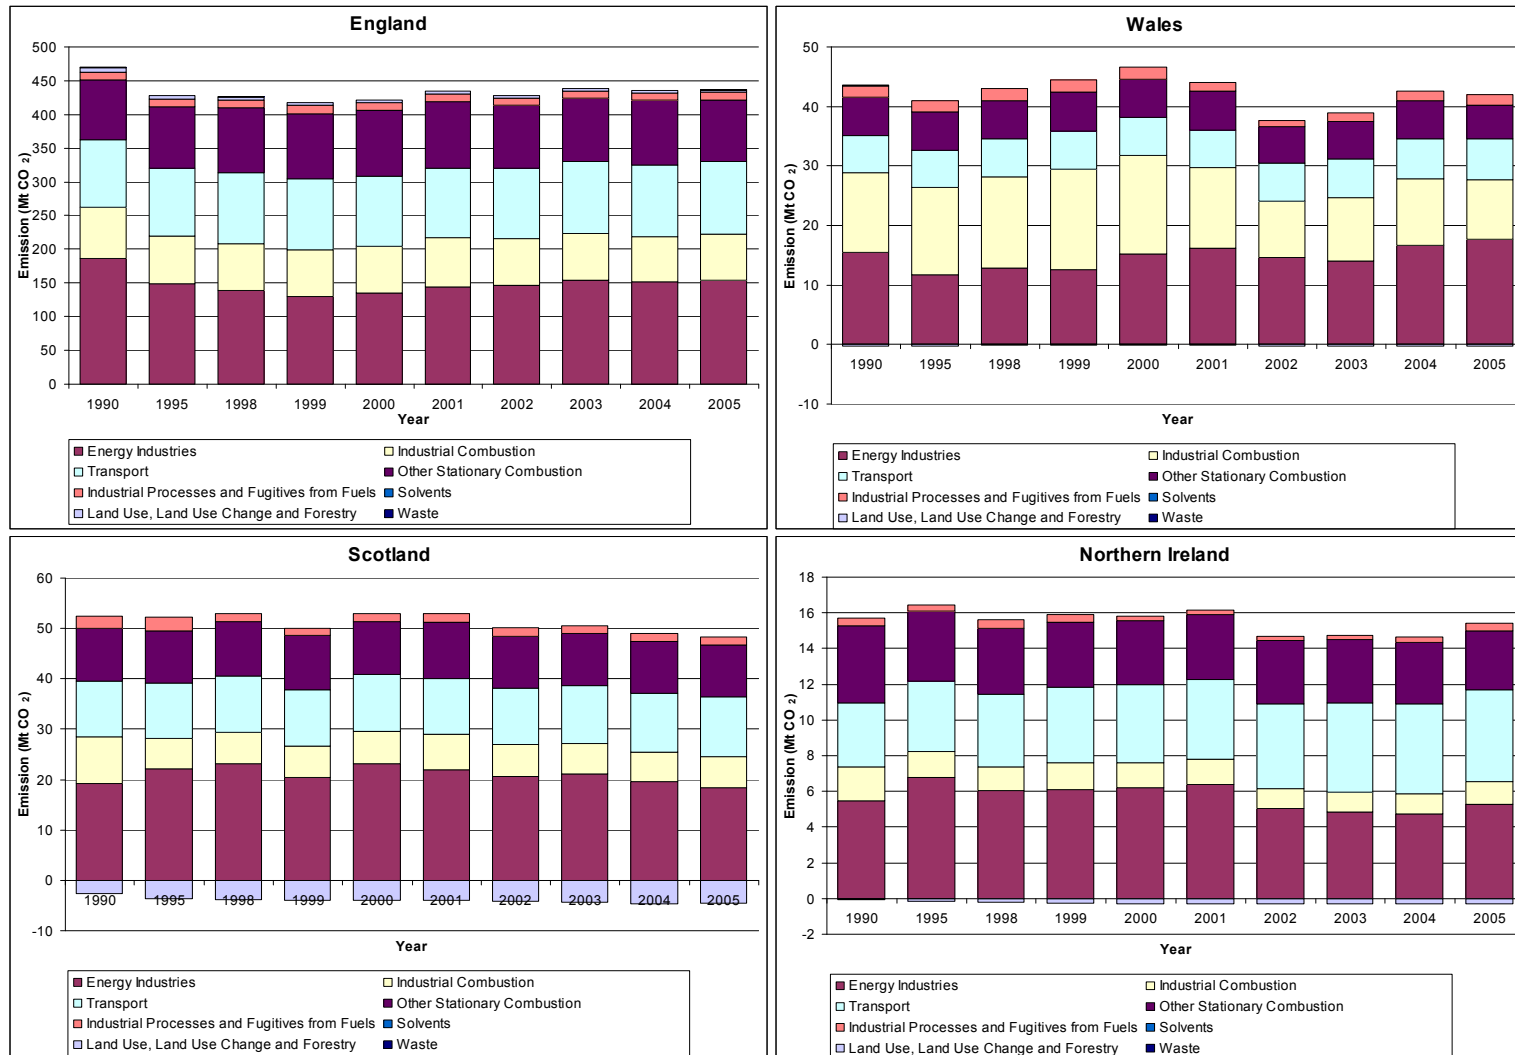 England
Emission (Mt CO 2)
500
450
400
350
300
250
200
150
100
50
0
1990 1995 1998 1999 2000 2001 2002 2003 2004 2005
Year
Energy Industries Industrial Combustion
Transport Other Stationary Combustion
Industrial Processes and Fugitives from Fuels Solvents
Land Use, Land Use Change and Forestry Waste
Wales
Emission (Mt CO 2)
50
40
30
20
10
0
-10
1990 1995 1998 1999 2000 2001 2002 2003 2004 2005
Year
Energy Industries Industrial Combustion
Transport Other Stationary Combustion
Industrial Processes and Fugitives from Fuels Solvents
Land Use, Land Use Change and Forestry Waste
Scotland
Emission (Mt CO 2)
60
50
40
30
20
10
0
-10
1990 1995 1998 1999 2000 2001 2002 2003 2004 2005
Year
Energy Industries Industrial Combustion
Transport Other Stationary Combustion
Industrial Processes and Fugitives from Fuels Solvents
Land Use, Land Use Change and Forestry Waste
Northern Ireland
Emission (Mt CO 2)
18
16
14
12
10
8
6
4
2
0
-2
1990 1995 1998 1999 2000 2001 2002 2003 2004 2005
Year
Energy Industries Industrial Combustion
Transport Other Stationary Combustion
Industrial Processes and Fugitives from Fuels Solvents
Land Use, Land Use Change and Forestry Waste